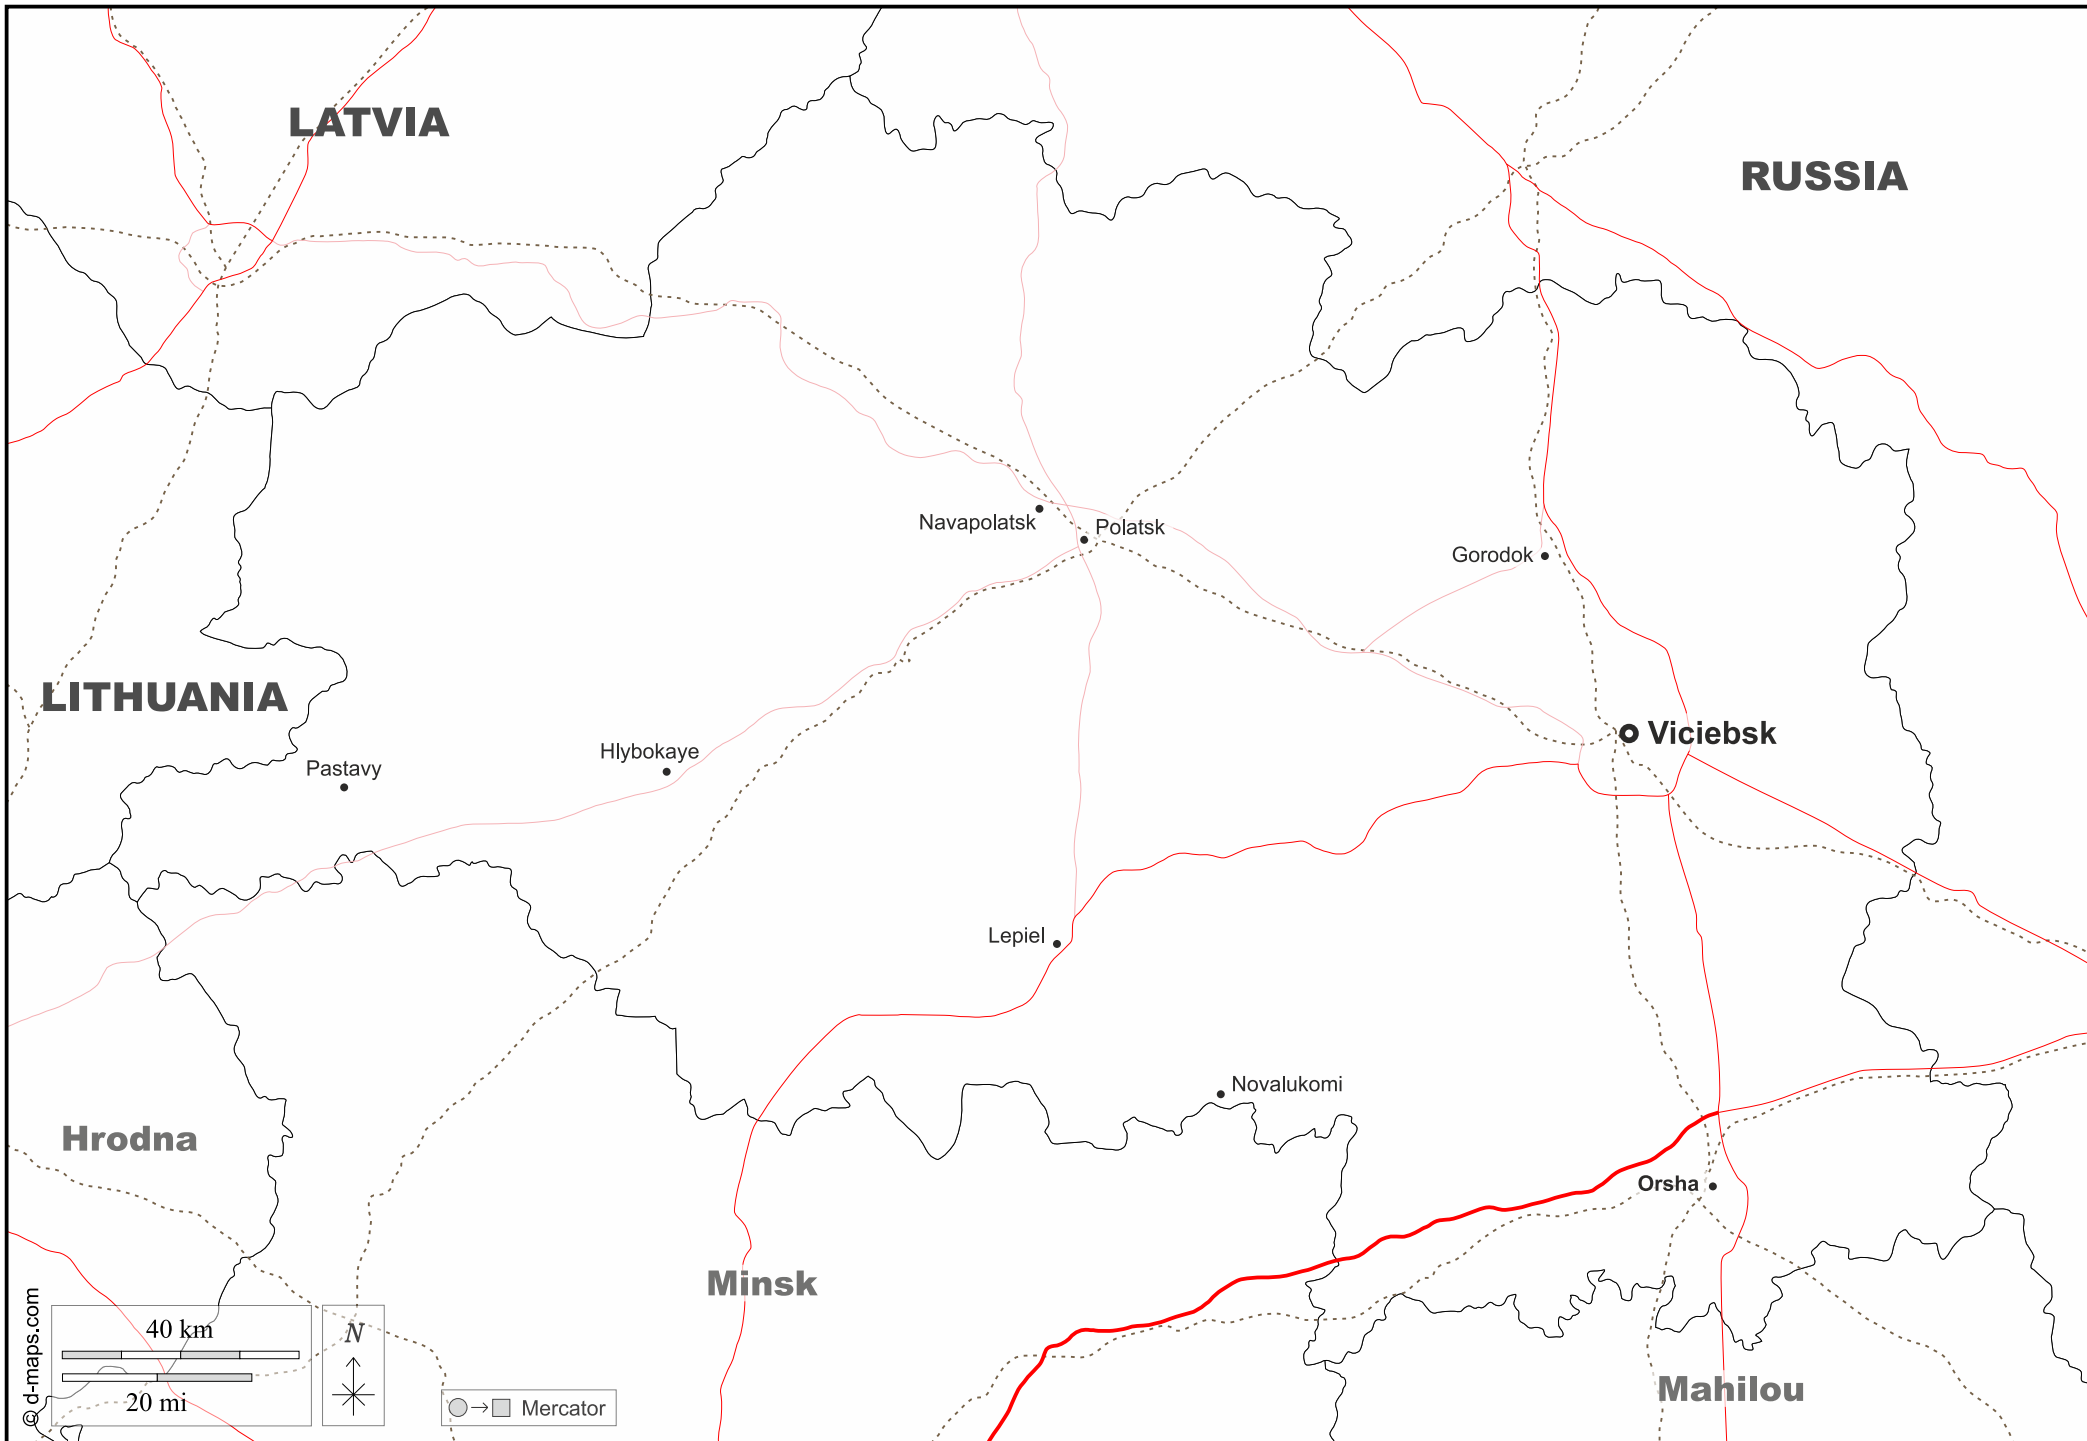 LATVIA
RUSSIA
Navapolatsk
Polatsk
Gorodok
LITHUANIA
Viciebsk
Hlybokaye
Pastavy
Lepiel
Novalukomi
Hrodna
Orsha
Minsk
Mahilou
© d-maps.com
40 km
20 mi
N
Mercator